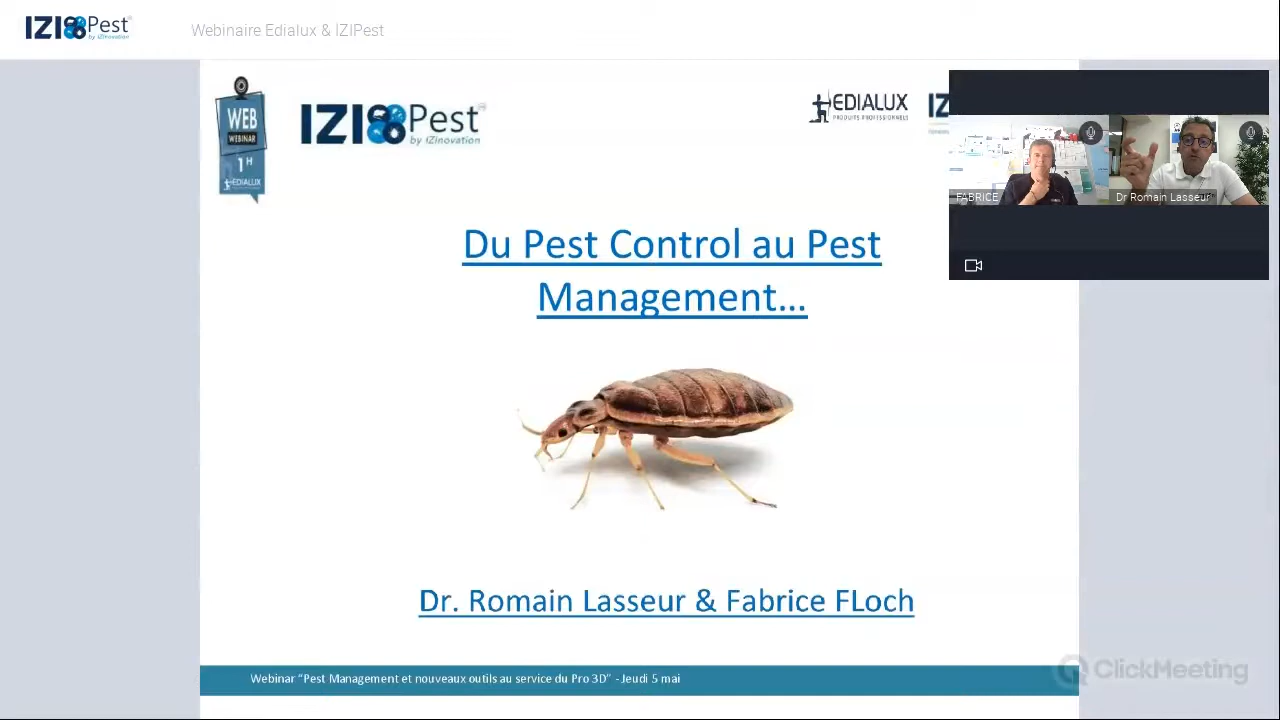 IZI Pest
by IZInovation
Webinaire Edialux & IZIPest
WEB
WEBINAR
1H
EDIALUX
IZI Pest
by IZinovation
EDIALUX
PRODUITS PROFESSIONNELS
IZ
FABRICE
Dr Romain Lasseur
Du Pest Control au Pest
Management...
Dr. Romain Lasseur & Fabrice FLoch
Webinar “Pest Management et nouveaux outils au service du Pro 3D” - Jeudi 5 mai
ClickMeeting